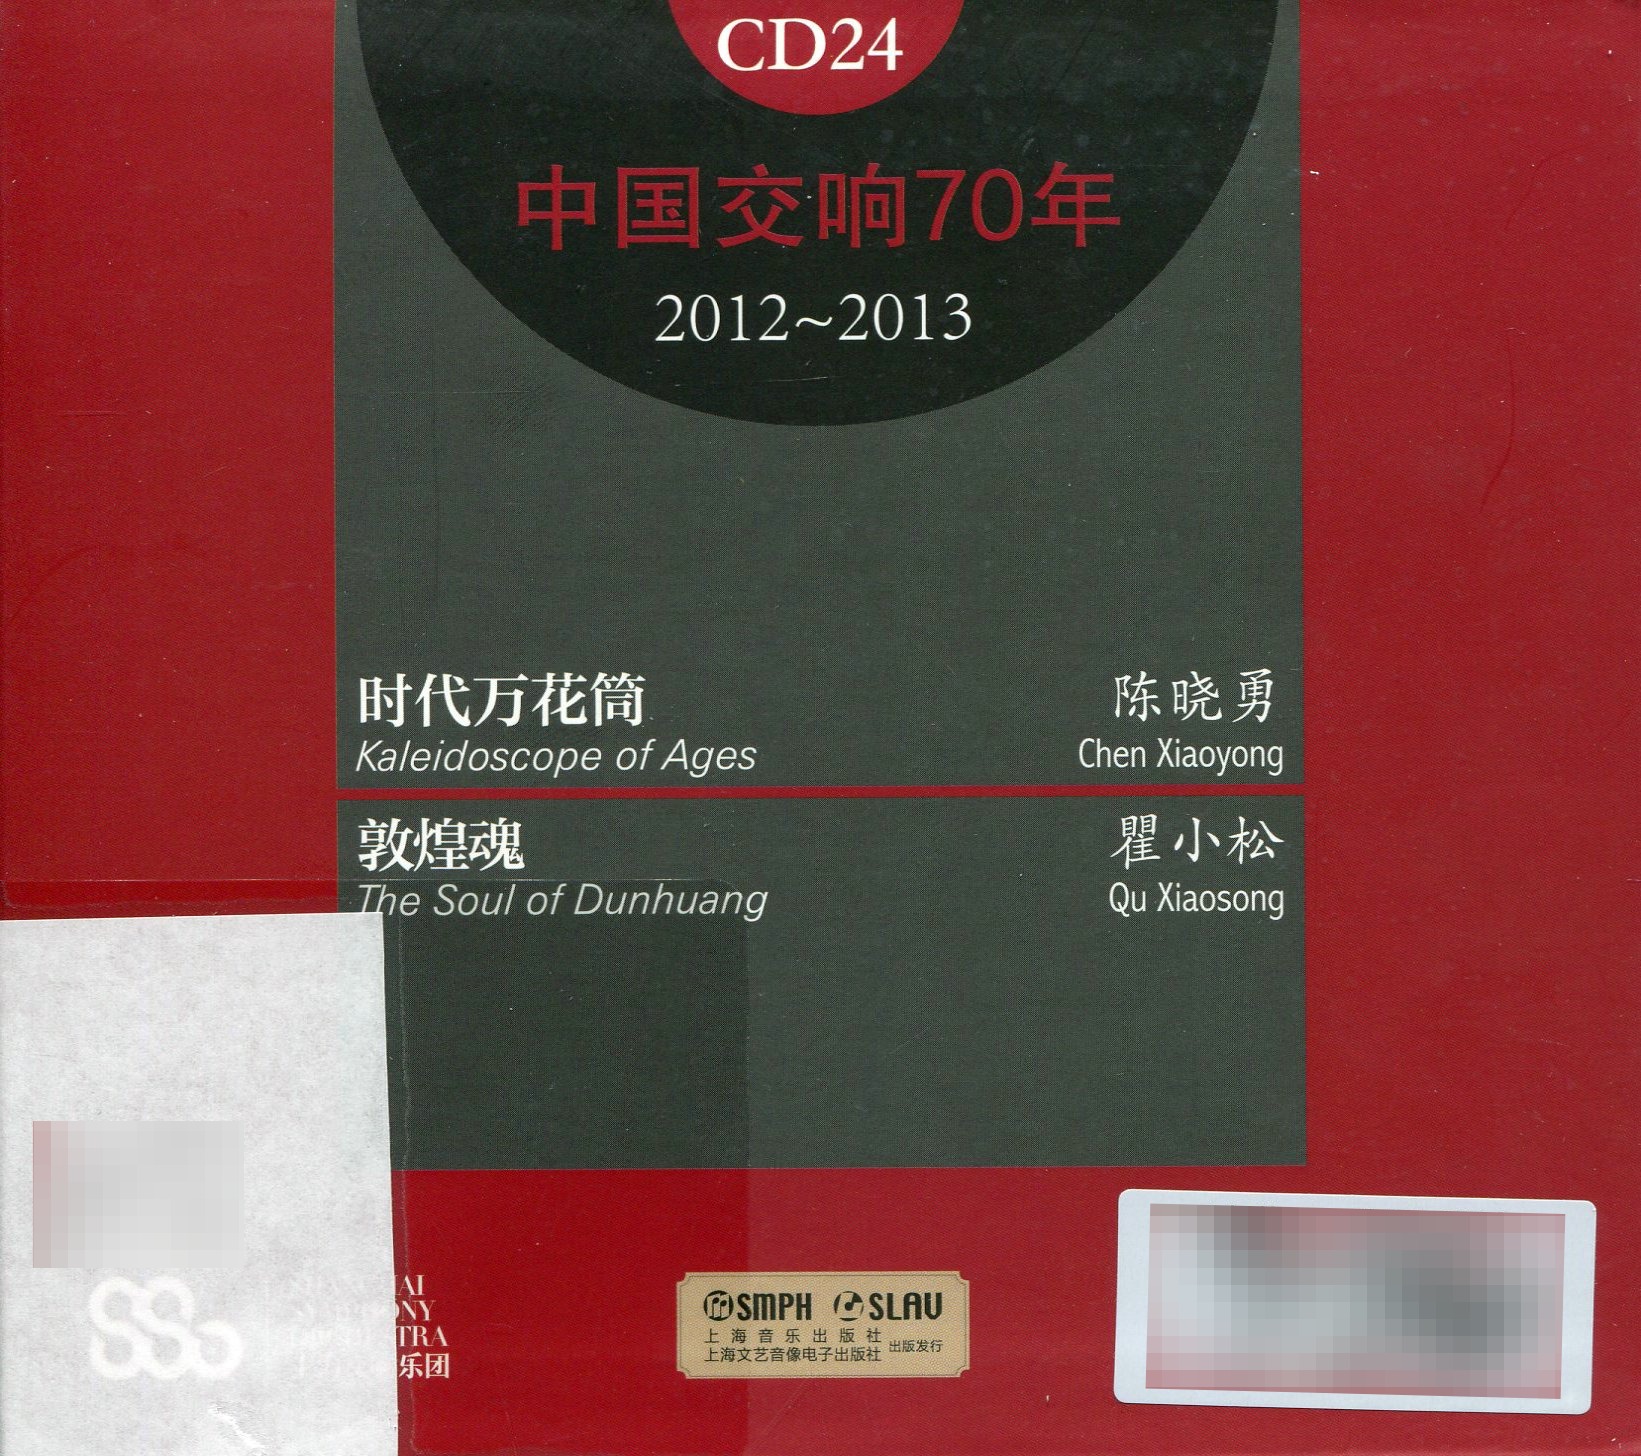 CD24
中国交响70年
2012~2013
时代万花筒
陈晓勇
Kaleidoscope of Ages
Chen Xiaoyong
敦煌魂
瞿小松
The Soul of Dunhuang
Qu Xiaosong
SMPH SLAV
上海音乐出版社
上海文艺音像电子出版社
出版发行
乐团